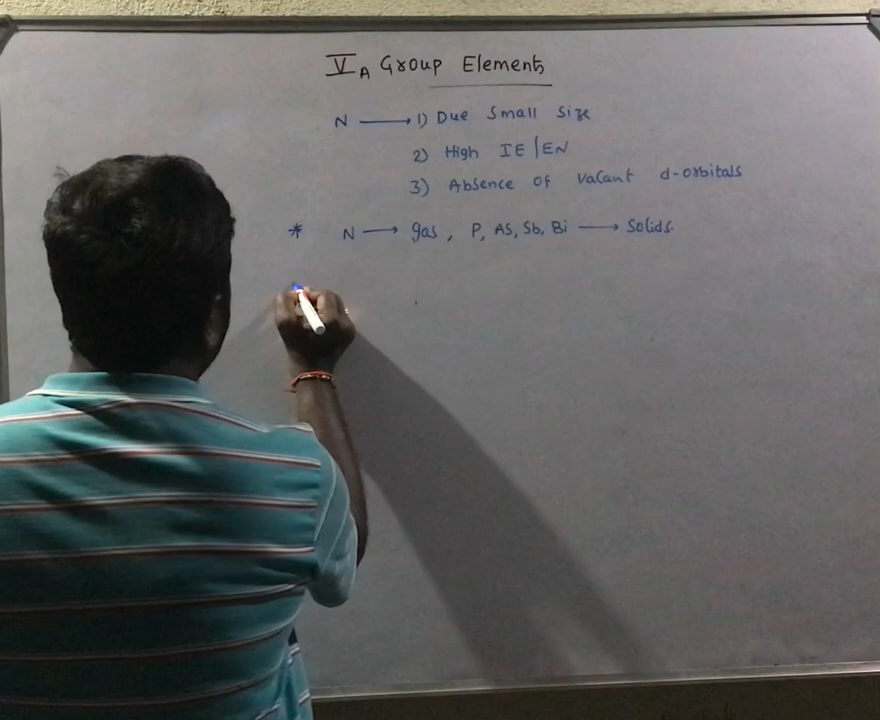 V A Group Elements
N ⟶ 1) Due Small Size
2) High IE|EN
3) Absence of Vacant d-orbitals
* N ⟶ gas, P, AS, Sb, Bi ⟶ Solids.